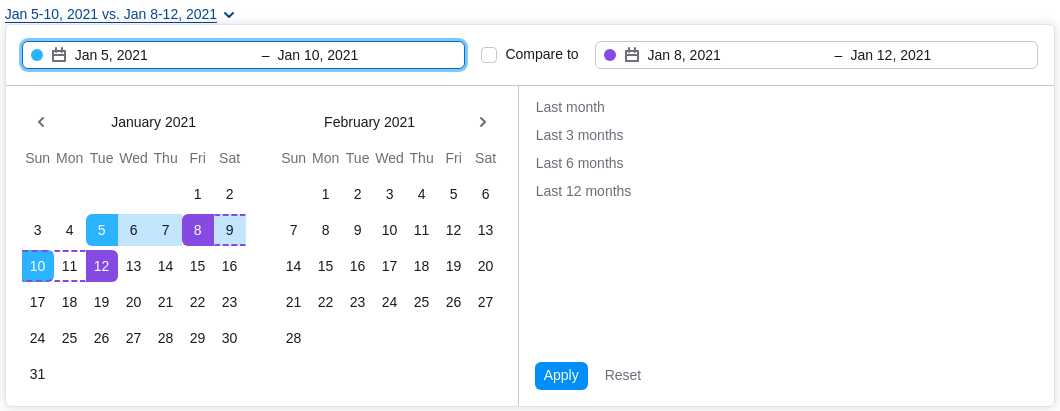 Jan 5-10, 2021 vs. Jan 8-12, 2021
Jan 5, 2021 – Jan 10, 2021 Compare to Jan 8, 2021 – Jan 12, 2021
January 2021
Sun Mon Tue Wed Thu Fri Sat
1 2
3 4 5 6 7 8 9
10 11 12 13 14 15 16
17 18 19 20 21 22 23
24 25 26 27 28 29 30
31
February 2021
Sun Mon Tue Wed Thu Fri Sat
1 2 3 4 5 6
7 8 9 10 11 12 13
14 15 16 17 18 19 20
21 22 23 24 25 26 27
28
Last month
Last 3 months
Last 6 months
Last 12 months
Apply Reset